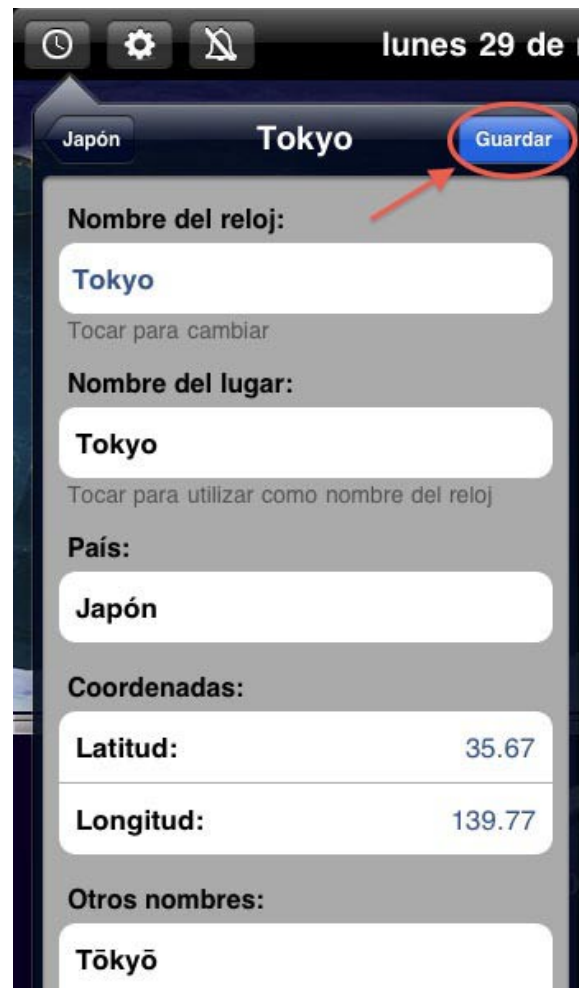 lunes 29 de
Japón Tokyo Guardar
Nombre del reloj:
Tokyo
Tocar para cambiar
Nombre del lugar:
Tokyo
Tocar para utilizar como nombre del reloj
País:
Japón
Coordenadas:
Latitud: 35.67
Longitud: 139.77
Otros nombres:
Tōkyō